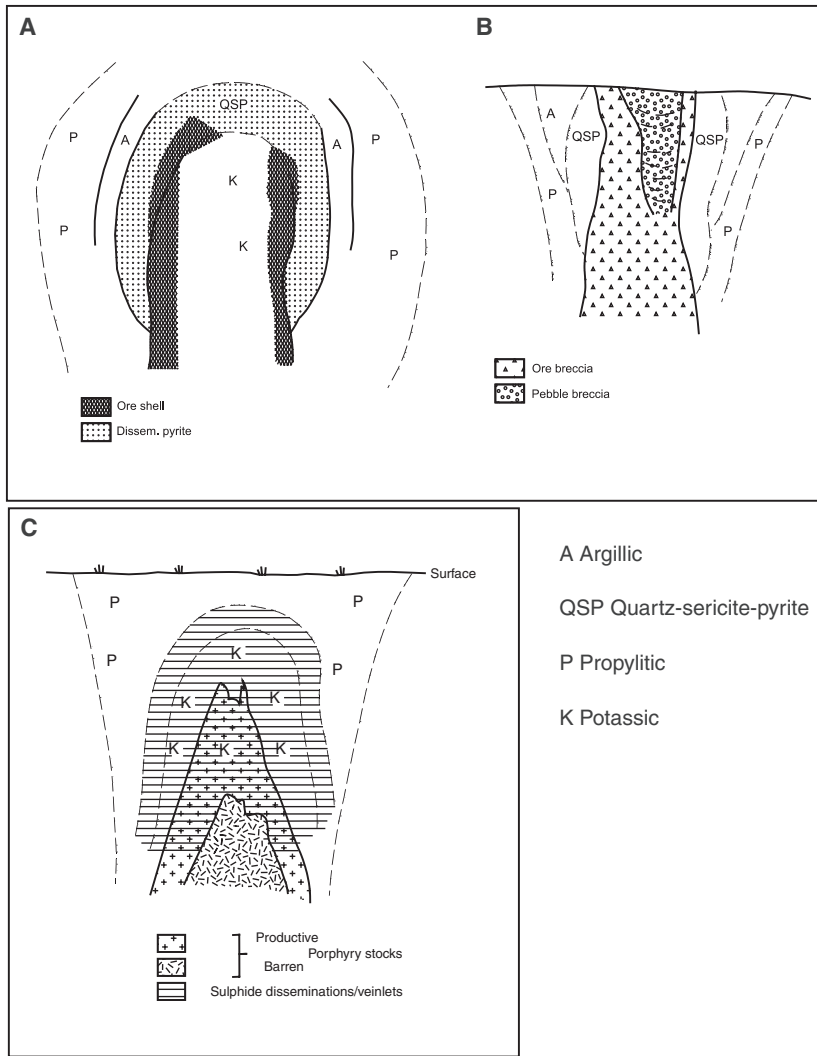 A
QSP
P
A
A
P
K
P
K
P
Ore shell
Dissem. pyrite
B
A
QSP
QSP
P
P
P
Ore breccia
Pebble breccia
C
Surface
P
P
P
K
P
K
K
K
K
K
Productive
Porphyry stocks
Barren
Sulphide disseminations/veinlets
A Argillic
QSP Quartz-sericite-pyrite
P Propylitic
K Potassic